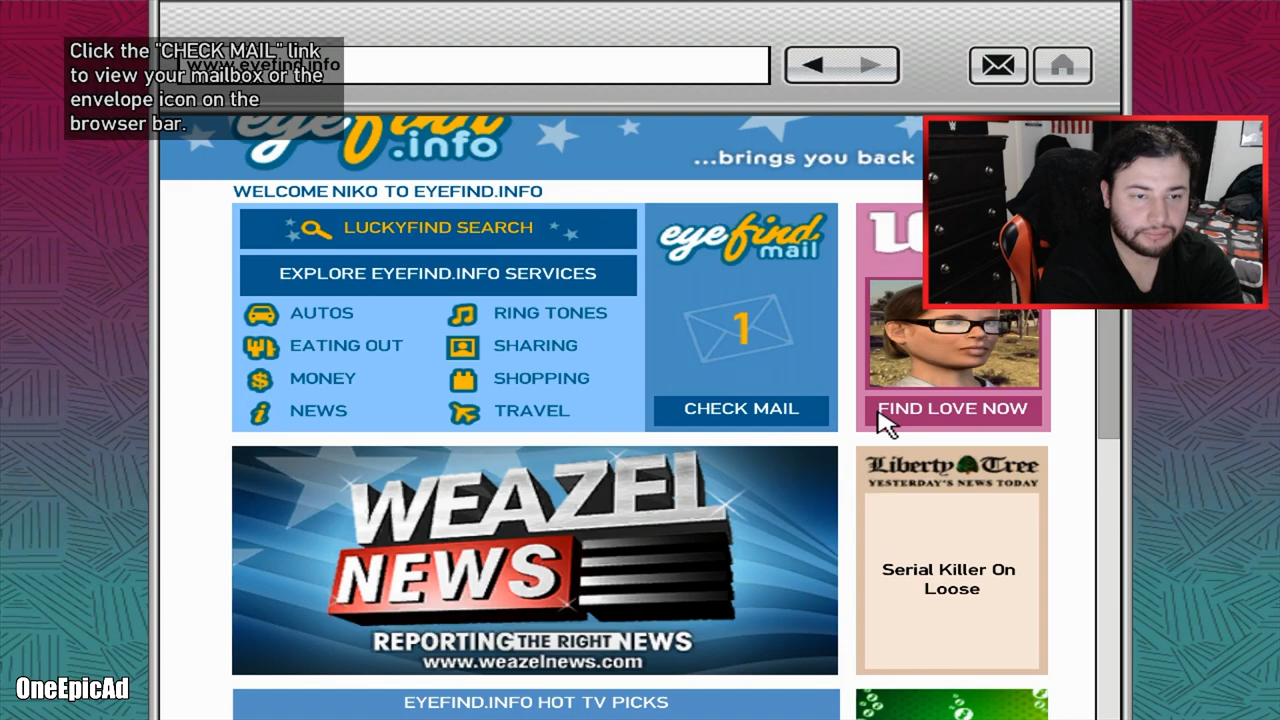 Click the "CHECK MAIL" link
to view your mailbox or the
envelope icon on the
browser bar.
www.eyefind.info
eyefind
.info
...brings you back
WELCOME NIKO TO EYEFIND.INFO
LUCKYFIND SEARCH
EXPLORE EYEFIND.INFO SERVICES
AUTOS
RING TONES
EATING OUT
SHARING
MONEY
SHOPPING
NEWS
TRAVEL
eyefind
mail
1
CHECK MAIL
FIND LOVE NOW
WEAZEL
NEWS
REPORTING THE RIGHT NEWS
www.weazelnews.com
Liberty Tree
YESTERDAY'S NEWS TODAY
Serial Killer On
Loose
EYEFIND.INFO HOT TV PICKS
OneEpicAd